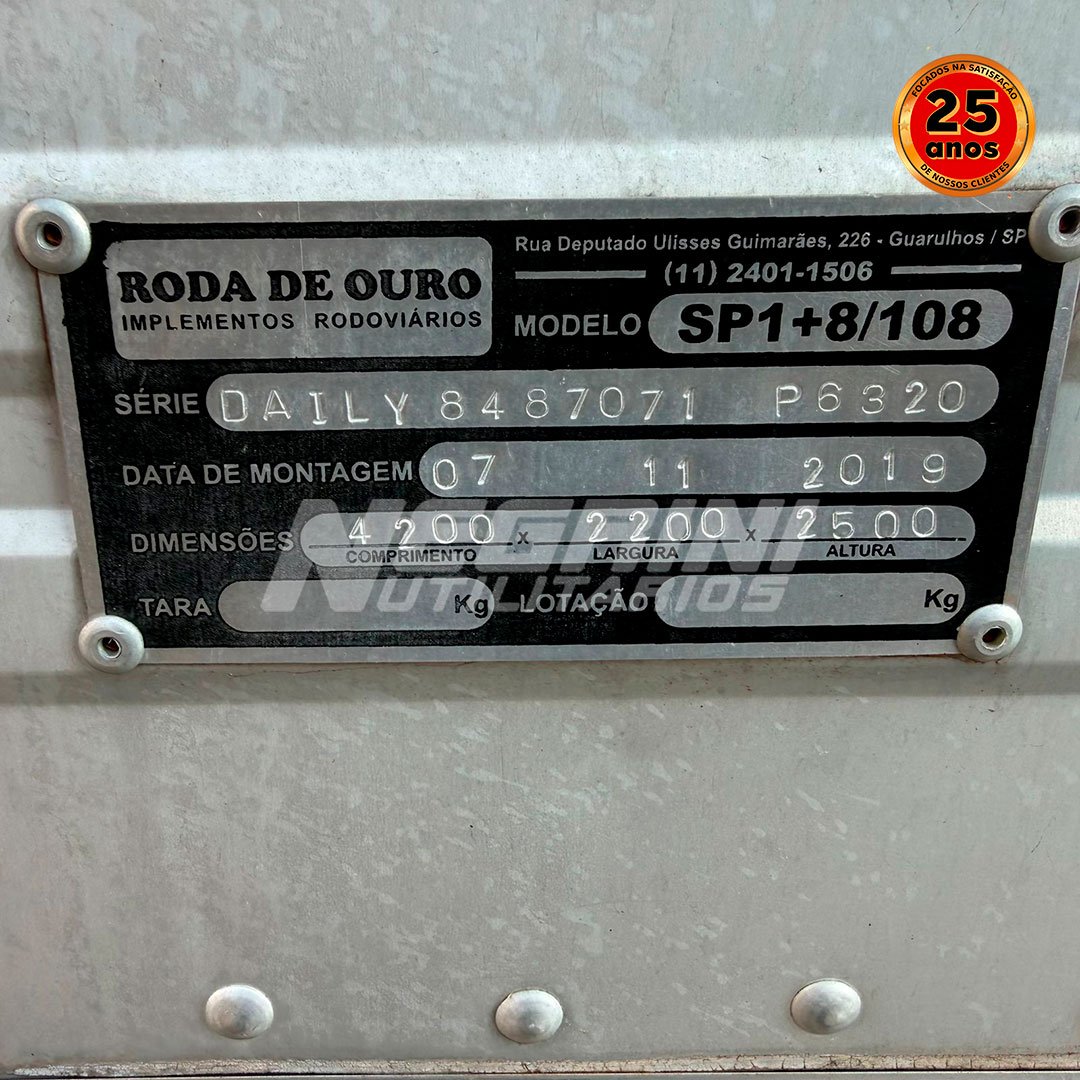 FOCADOS NA SATISFAÇÃO
25
anos
DE NOSSOS CLIENTES
RODA DE OURO
IMPLEMENTOS RODOVIÁRIOS
Rua Deputado Ulisses Guimarães, 226 - Guarulhos / SP
(11) 2401-1506
MODELO SP1+8/108
SÉRIE DAILY 8487071 P6320
DATA DE MONTAGEM 07 11 2019
DIMENSÕES 4200 x 2200 x 2500
COMPRIMENTO LARGURA ALTURA
NOGRINI
UTILITÁRIOS
TARA Kg LOTAÇÃO Kg